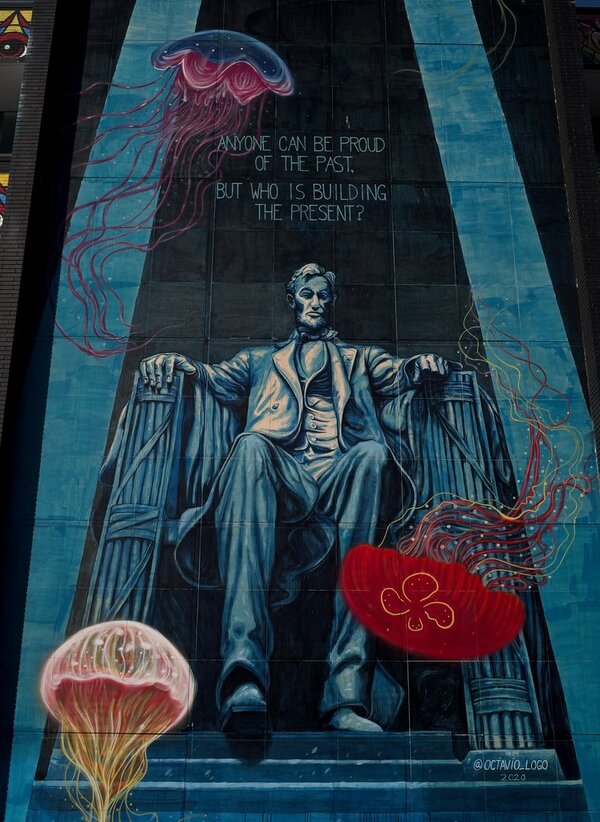 ANYONE CAN BE PROUD
OF THE PAST.
BUT WHO IS BUILDING
THE PRESENT?
@OCTAVIO_LOGO
2020